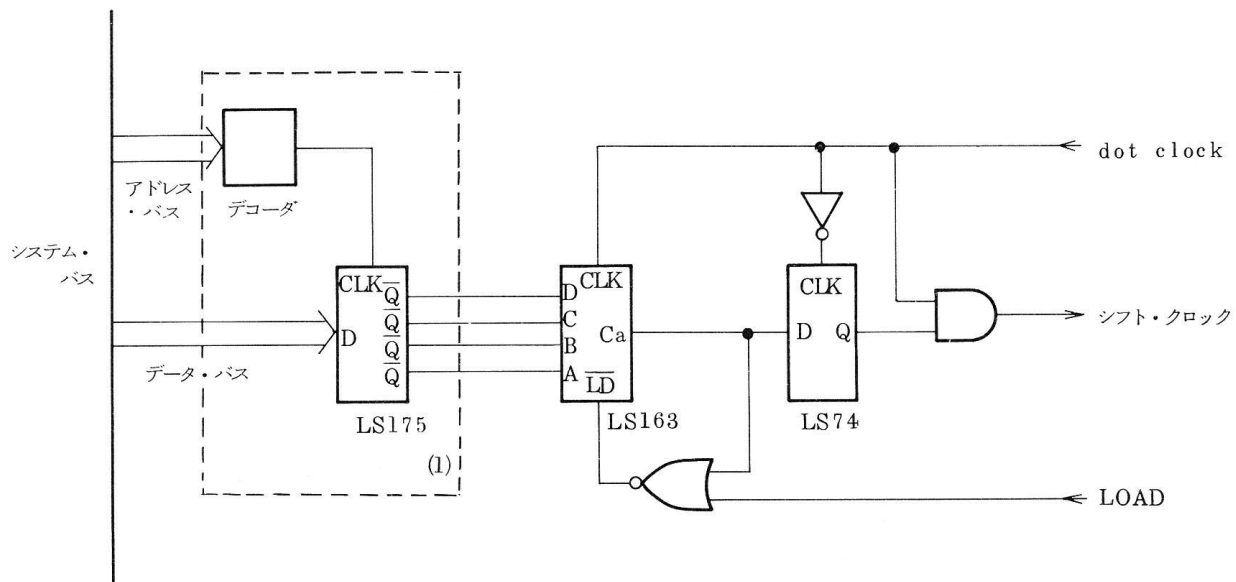 dot clock
アドレス
・バス
デコーダ
システム・
バス
CLK
Q̅
Q̅
Q̅
Q̅
D
データ・バス
LS175
(1)
CLK
D
C
B
A
Ca
L̅D̅
LS163
CLK
D
Q
LS74
シフト・クロック
LOAD